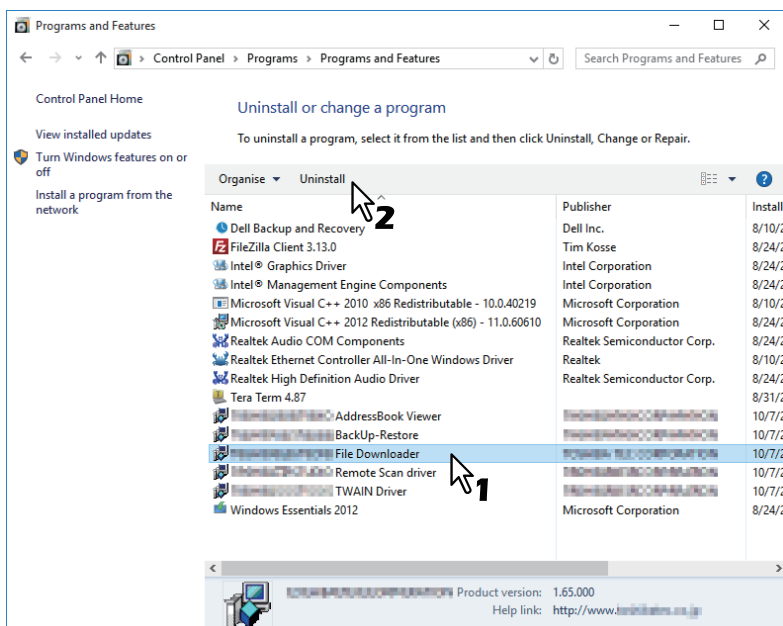 Programs and Features
Control Panel > Programs > Programs and Features
Search Programs and Features
Control Panel Home
View installed updates
Turn Windows features on or
off
Install a program from the
network
Uninstall or change a program
To uninstall a program, select it from the list and then click Uninstall, Change or Repair.
Organise Uninstall
2
Name Publisher Install
Dell Backup and Recovery Dell Inc. 8/10/2
FileZilla Client 3.13.0 Tim Kosse 8/24/2
Intel® Graphics Driver Intel Corporation 8/24/2
Intel® Management Engine Components Intel Corporation 8/24/2
Microsoft Visual C++ 2010 x86 Redistributable - 10.0.40219 Microsoft Corporation 8/10/2
Microsoft Visual C++ 2012 Redistributable (x86) - 11.0.60610 Microsoft Corporation 8/24/2
Realtek Audio COM Components Realtek Semiconductor Corp. 8/24/2
Realtek Ethernet Controller All-In-One Windows Driver Realtek 8/10/2
Realtek High Definition Audio Driver Realtek Semiconductor Corp. 8/24/2
Tera Term 4.87 8/31/2
AddressBook Viewer 10/7/2
BackUp-Restore 10/7/2
File Downloader 10/7/2
Remote Scan driver 10/7/2
1
TWAIN Driver 10/7/2
Windows Essentials 2012 Microsoft Corporation 8/24/2
Product version: 1.65.000
Help link: http://www.